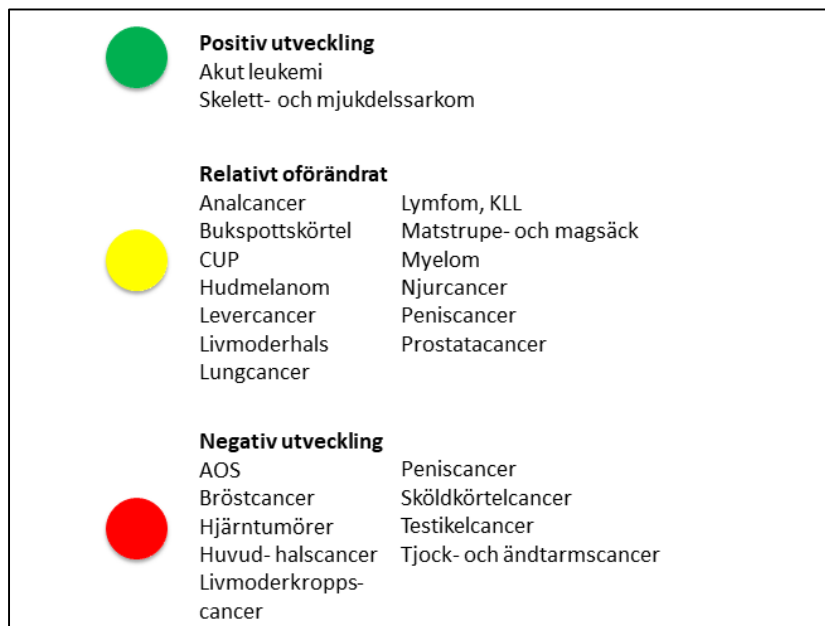 Positiv utveckling
Akut leukemi
Skelett- och mjukdelssarkom
Relativt oförändrat
Analcancer
Bukspottskörtel
CUP
Hudmelanom
Levercancer
Livmoderhals
Lungcancer
Lymfom, KLL
Matstrupe- och magsäck
Myelom
Njurcancer
Peniscancer
Prostatacancer
Negativ utveckling
AOS
Bröstcancer
Hjärntumörer
Huvud- halscancer
Livmoderkropps-
cancer
Peniscancer
Sköldkörtelcancer
Testikelcancer
Tjock- och ändtarmscancer